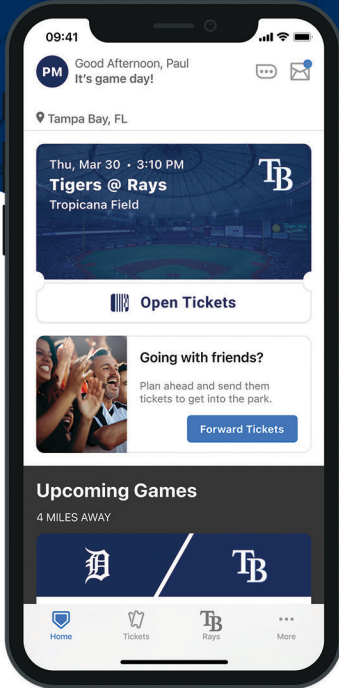 09:41
PM
Good Afternoon, Paul
It's game day!
Tampa Bay, FL
Thu, Mar 30 • 3:10 PM
TB
Tigers @ Rays
Tropicana Field
Open Tickets
Going with friends?
Plan ahead and send them
tickets to get into the park.
Forward Tickets
Upcoming Games
4 MILES AWAY
D
TB
Home
Tickets
TB
Rays
More